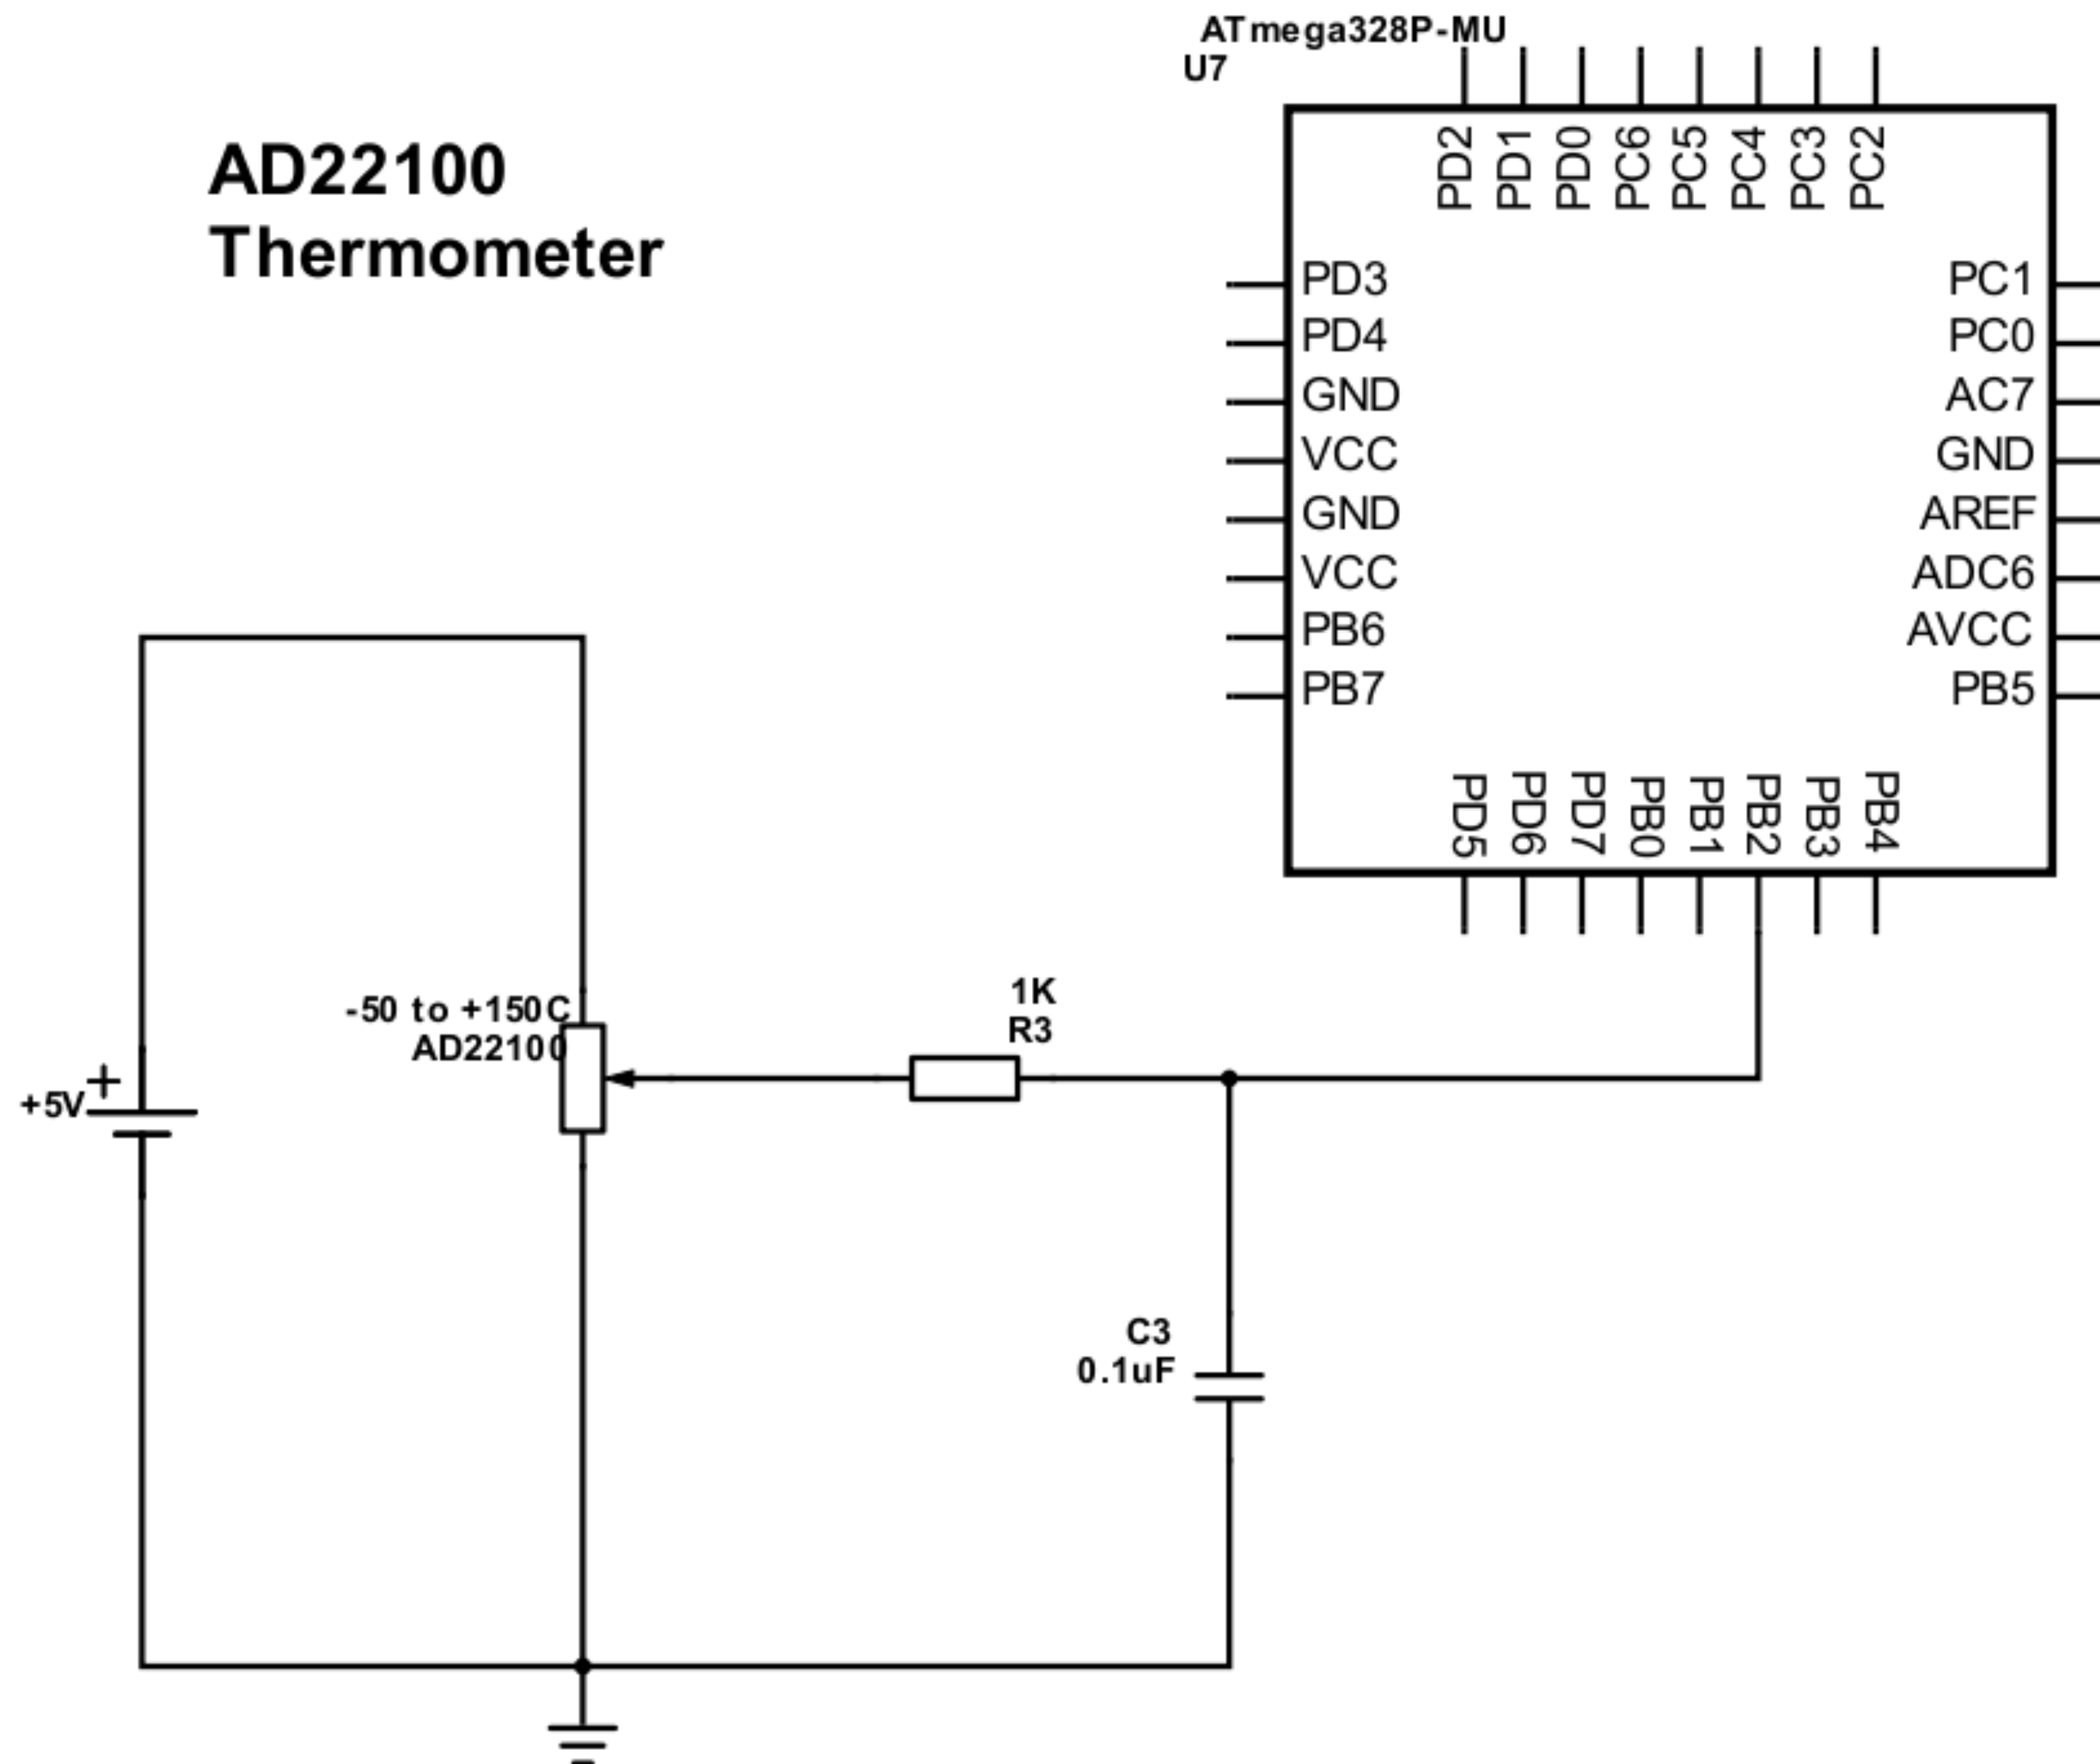 ATmega328P-MU
U7
AD22100
Thermometer
PD2
PD1
PD0
PC6
PC5
PC4
PC3
PC2
PD3
PD4
GND
VCC
GND
VCC
PB6
PB7
PC1
PC0
AC7
GND
AREF
ADC6
AVCC
PB5
PD5
PD6
PD7
PB0
PB1
PB2
PB3
PB4
-50 to +150C
AD22100
1K
R3
+
+5V
C3
0.1uF